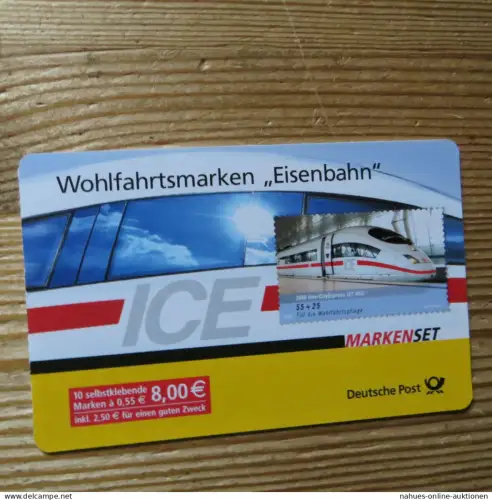 Wohlfahrtsmarken „Eisenbahn“
ICE
55 + 25
Für die Wohlfahrtspflege
MARKENSET
10 selbstklebende
Marken à 0,55 € 8,00 €
inkl. 2,50 € für einen guten Zweck
Deutsche Post
www.delcampe.net
nahues-online-auktionen